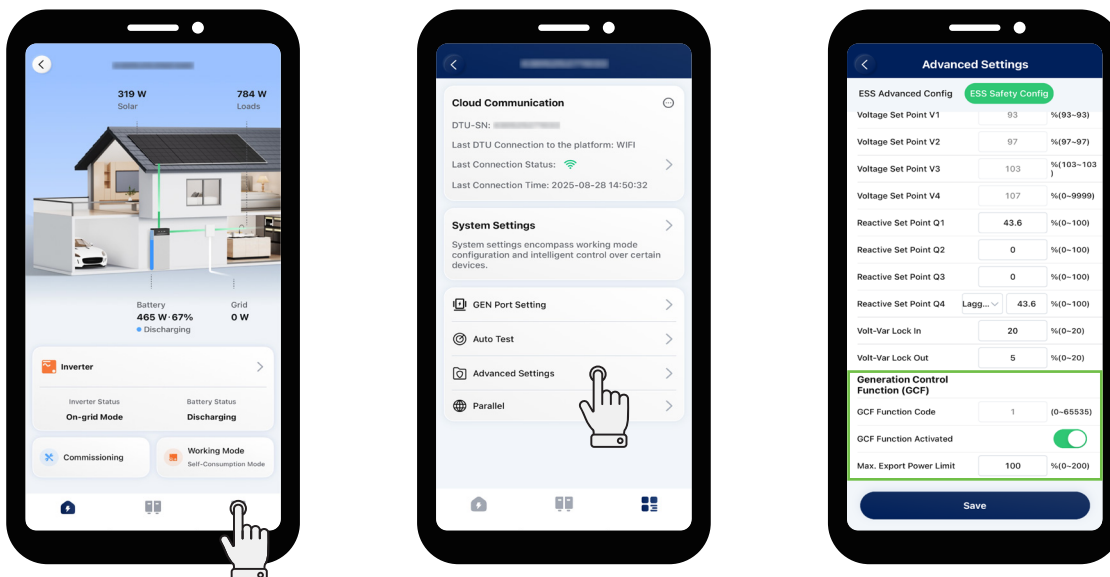 319 W
784 W
Solar
Loads
Battery
Grid
465 W·67%
0 W
Discharging
Inverter
Inverter Status
Battery Status
On-grid Mode
Discharging
Commissioning
Working Mode
Self-Consumption Mode
Cloud Communication
DTU-SN:
Last DTU Connection to the platform: WIFI
Last Connection Status:
Last Connection Time: 2025-08-28 14:50:32
System Settings
System settings encompass working mode
configuration and intelligent control over certain
devices.
GEN Port Setting
Auto Test
Advanced Settings
Parallel
Advanced Settings
ESS Advanced Config ESS Safety Config
Voltage Set Point V1 93 %(93~93)
Voltage Set Point V2 97 %(97~97)
Voltage Set Point V3 103 %(103~103
)
Voltage Set Point V4 107 %(0~9999)
Reactive Set Point Q1 43.6 %(0~100)
Reactive Set Point Q2 0 %(0~100)
Reactive Set Point Q3 0 %(0~100)
Reactive Set Point Q4 Lagg... 43.6 %(0~100)
Volt-Var Lock In 20 %(0~20)
Volt-Var Lock Out 5 %(0~20)
Generation Control
Function (GCF)
GCF Function Code 1 (0~65535)
GCF Function Activated
Max. Export Power Limit 100 %(0~200)
Save